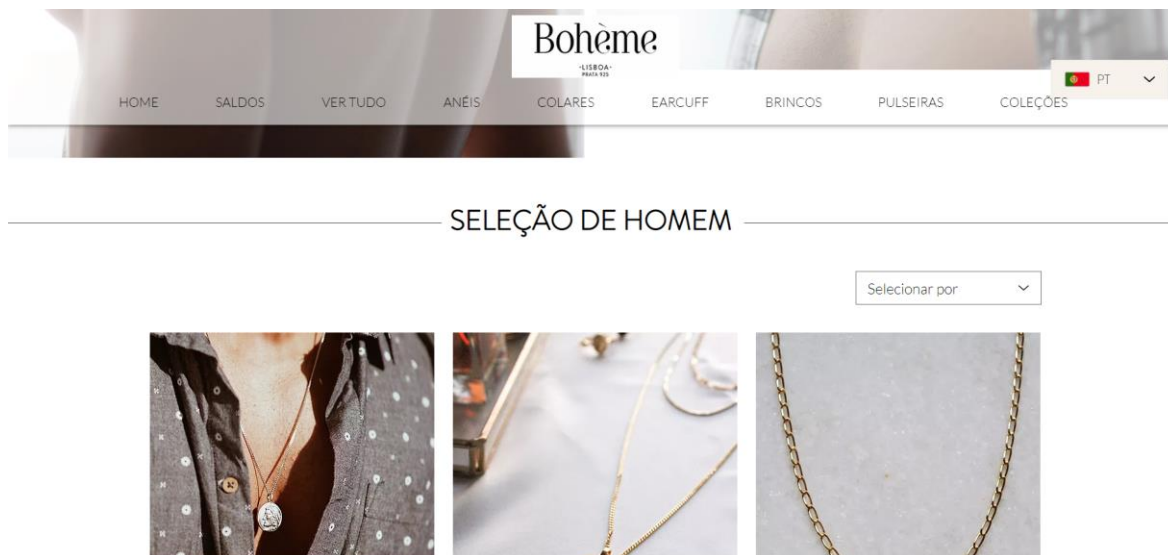 Bohème
·LISBOA·
PRATA 925
PT
HOME SALDOS VER TUDO ANÉIS COLARES EARCUFF BRINCOS PULSEIRAS COLEÇÕES
SELEÇÃO DE HOMEM
Selecionar por